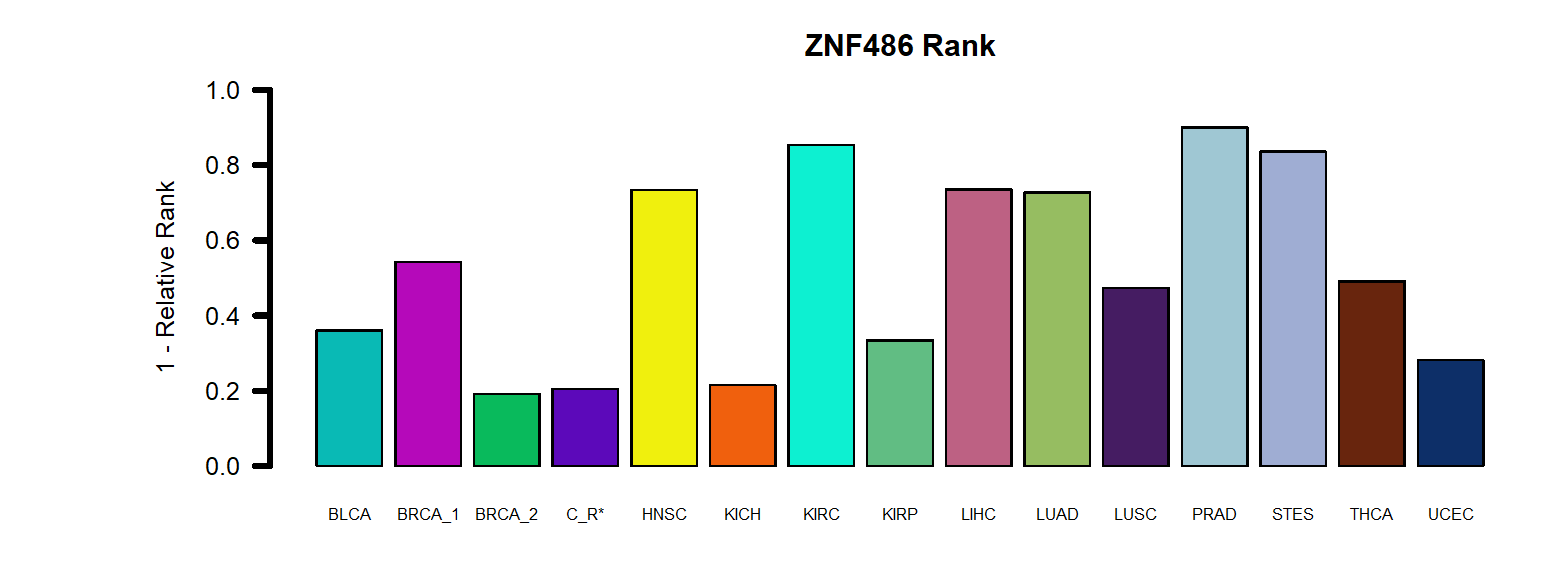 ZNF486 Rank
1 - Relative Rank
1.0
0.8
0.6
0.4
0.2
0.0
BLCA BRCA_1 BRCA_2 C_R* HNSC KICH KIRC KIRP LIHC LUAD LUSC PRAD STES THCA UCEC